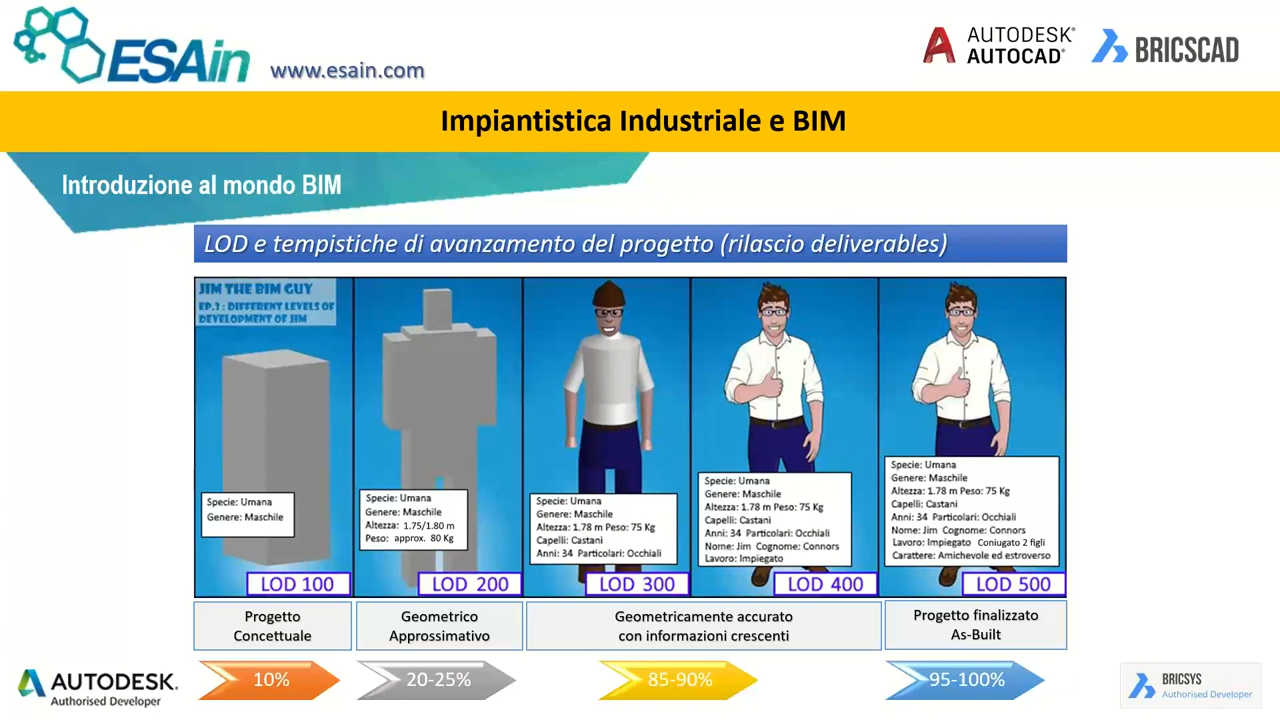 ESAin
www.esain.com
AUTODESK®
AUTOCAD®
BRICSCAD
Impiantistica Industriale e BIM
Introduzione al mondo BIM
LOD e tempistiche di avanzamento del progetto (rilascio deliverables)
JIM THE BIM GUY
EP.3 : DIFFERENT LEVELS OF
DEVELOPMENT OF JIM
Specie: Umana
Genere: Maschile
LOD 100
Specie: Umana
Genere: Maschile
Altezza: 1.75/1.80 m
Peso: approx. 80 Kg
LOD 200
Specie: Umana
Genere: Maschile
Altezza: 1.78 m Peso: 75 Kg
Capelli: Castani
Anni: 34 Particolari: Occhiali
LOD 300
Specie: Umana
Genere: Maschile
Altezza: 1.78 m Peso: 75 Kg
Capelli: Castani
Anni: 34 Particolari: Occhiali
Nome: Jim Cognome: Connors
Lavoro: Impiegato
LOD 400
Specie: Umana
Genere: Maschile
Altezza: 1.78 m Peso: 75 Kg
Capelli: Castani
Anni: 34 Particolari: Occhiali
Nome: Jim Cognome: Connors
Lavoro: Impiegato Coniugato 2 figli
Carattere: Amichevole ed estroverso
LOD 500
Progetto
Concettuale
Geometrico
Approssimativo
Geometricamente accurato
con informazioni crescenti
Progetto finalizzato
As-Built
10%
20-25%
85-90%
95-100%
AUTODESK.
Authorised Developer
BRICSYS
Authorised Developer